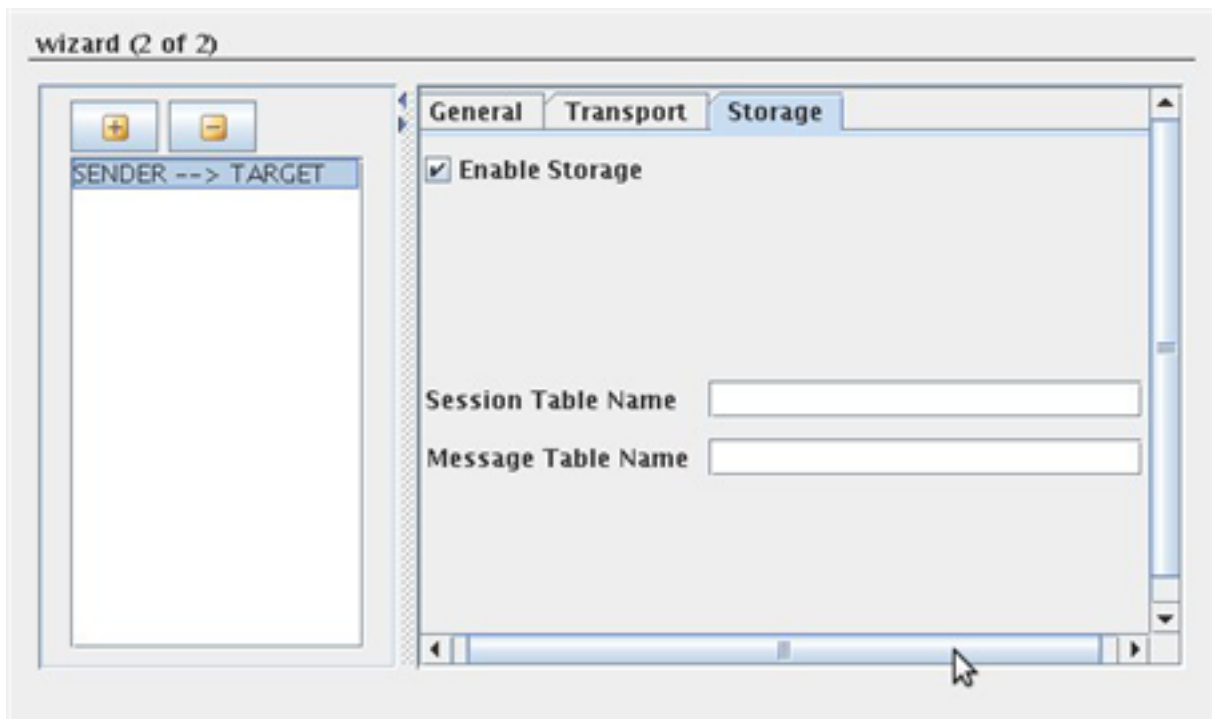 wizard (2 of 2)
SENDER --> TARGET
General Transport Storage
Enable Storage
Session Table Name
Message Table Name